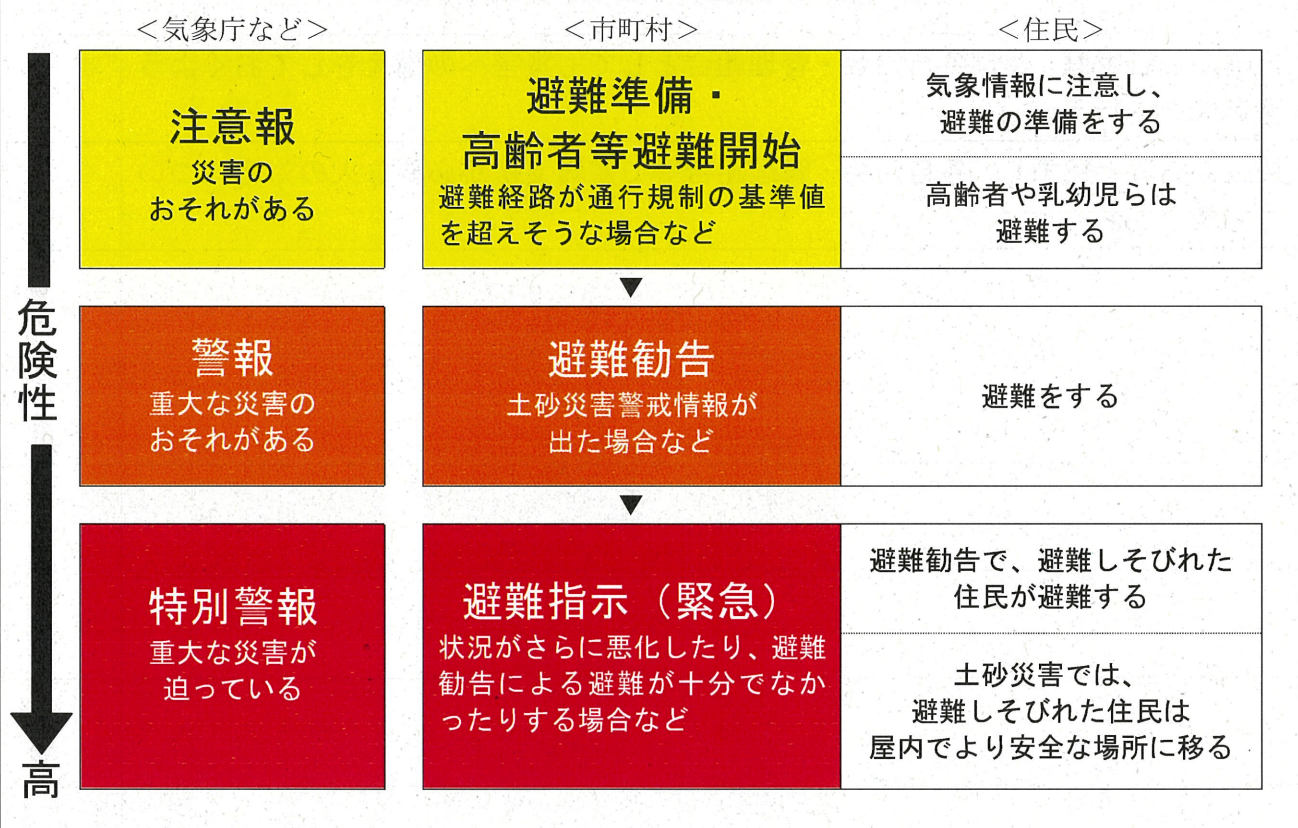 ＜気象庁など＞
＜市町村＞
＜住民＞
危険性
高
注意報
災害の
おそれがある
避難準備・
高齢者等避難開始
避難経路が通行規制の基準値
を超えそうな場合など
気象情報に注意し、
避難の準備をする
高齢者や乳幼児らは
避難する
警報
重大な災害の
おそれがある
避難勧告
土砂災害警戒情報が
出た場合など
避難をする
特別警報
重大な災害が
迫っている
避難指示（緊急）
状況がさらに悪化したり、避難
勧告による避難が十分でなか
ったりする場合など
避難勧告で、避難しそびれた
住民が避難する
土砂災害では、
避難しそびれた住民は
屋内でより安全な場所に移る